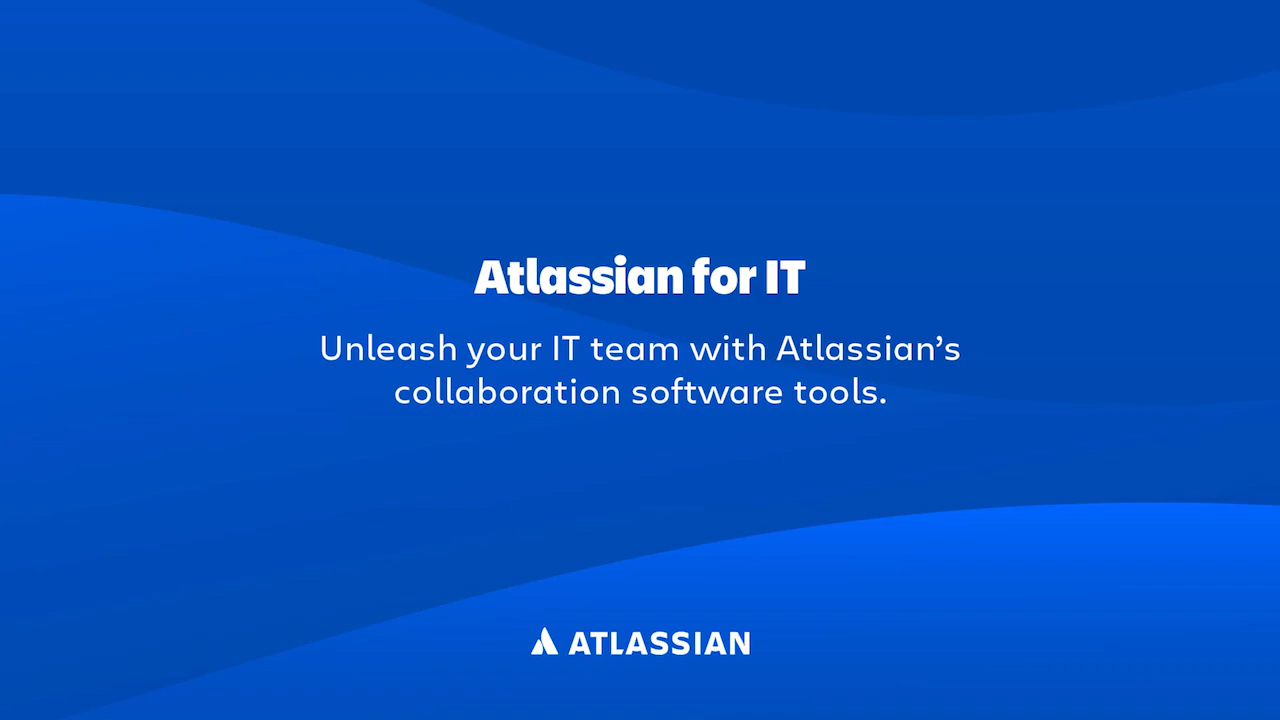 Atlassian for IT
Unleash your IT team with Atlassian’s
collaboration software tools.
ATLASSIAN